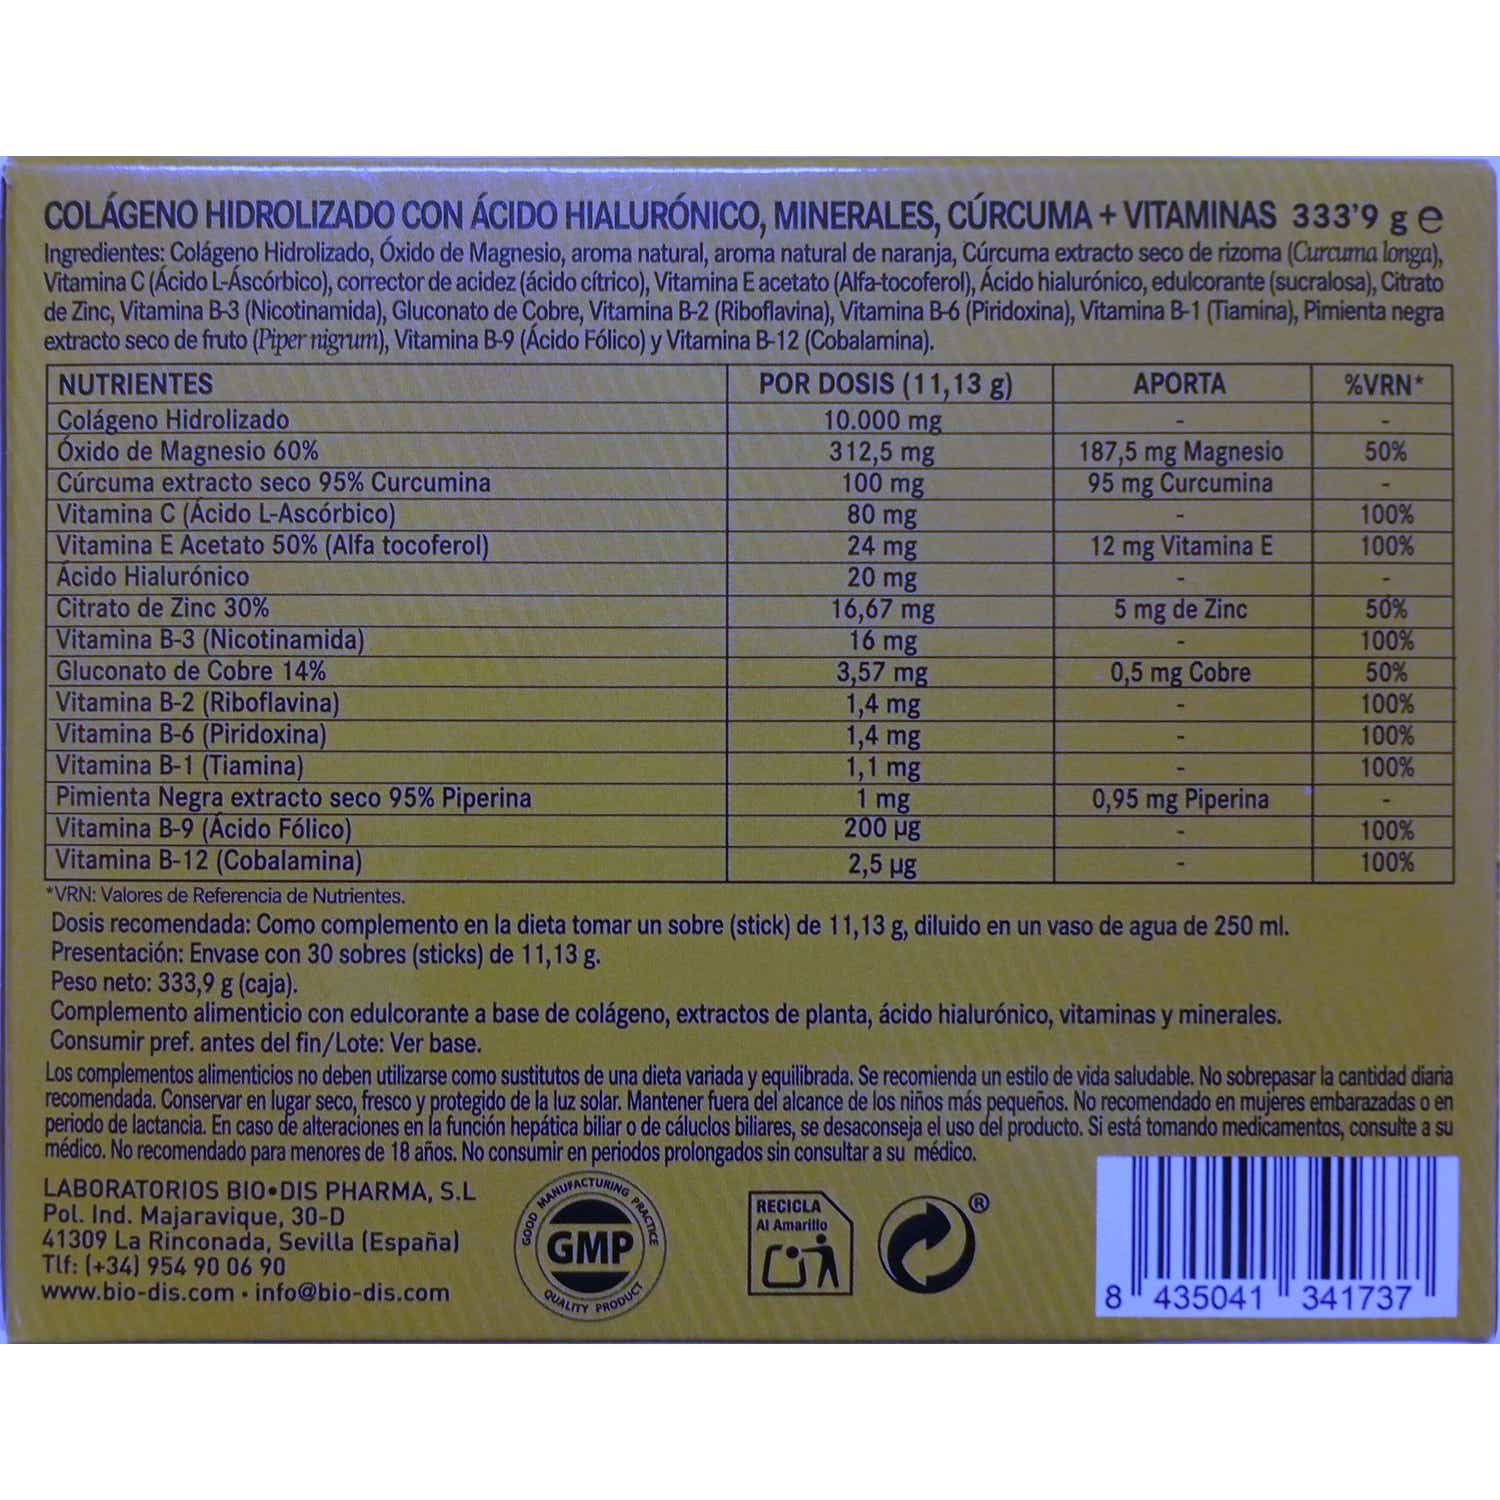 COLÁGENO HIDROLIZADO CON ÁCIDO HIALURÓNICO, MINERALES, CÚRCUMA + VITAMINAS 333'9 g e
Ingredientes: Colágeno Hidrolizado, Óxido de Magnesio, aroma natural, aroma natural de naranja, Cúrcuma extracto seco de rizoma (Curcuma longa),
Vitamina C (Ácido L-Áscórbico), corrector de acidez (ácido cítrico), Vitamina E acetato (Alfa-tocoferol), Ácido hialurónico, edulcorante (sucralosa), Citrato
de Zinc, Vitamina B-3 (Nicotinamida), Gluconato de Cobre, Vitamina B-2 (Riboflavina), Vitamina B-6 (Piridoxina), Vitamina B-1 (Tiamina), Pimienta negra
extracto seco de fruto (Piper nigrum), Vitamina B-9 (Ácido Fólico) y Vitamina B-12 (Cobalamina).
NUTRIENTES POR DOSIS (11,13 g) APORTA %VRN*
Colágeno Hidrolizado 10.000 mg - -
Óxido de Magnesio 60% 312,5 mg 187,5 mg Magnesio 50%
Cúrcuma extracto seco 95% Curcumina 100 mg 95 mg Curcumina -
Vitamina C (Ácido L-Ascórbico) 80 mg - 100%
Vitamina E Acetato 50% (Alfa tocoferol) 24 mg 12 mg Vitamina E 100%
Ácido Hialurónico 20 mg - -
Citrato de Zinc 30% 16,67 mg 5 mg de Zinc 50%
Vitamina B-3 (Nicotinamida) 16 mg - 100%
Gluconato de Cobre 14% 3,57 mg 0,5 mg Cobre 50%
Vitamina B-2 (Riboflavina) 1,4 mg - 100%
Vitamina B-6 (Piridoxina) 1,4 mg - 100%
Vitamina B-1 (Tiamina) 1,1 mg - 100%
Pimienta Negra extracto seco 95% Piperina 1 mg 0,95 mg Piperina -
Vitamina B-9 (Ácido Fólico) 200 µg - 100%
Vitamina B-12 (Cobalamina) 2,5 µg - 100%
*VRN: Valores de Referencia de Nutrientes.
Dosis recomendada: Como complemento en la dieta tomar un sobre (stick) de 11,13 g, diluido en un vaso de agua de 250 ml.
Presentación: Envase con 30 sobres (sticks) de 11,13 g.
Peso neto: 333,9 g (caja).
Complemento alimenticio con edulcorante a base de colágeno, extractos de planta, ácido hialurónico, vitaminas y minerales.
Consumir pref. antes del fin/Lote: Ver base.
Los complementos alimenticios no deben utilizarse como sustitutos de una dieta variada y equilibrada. Se recomienda un estilo de vida saludable. No sobrepasar la cantidad diaria
recomendada. Conservar en lugar seco, fresco y protegido de la luz solar. Mantener fuera del alcance de los niños más pequeños. No recomendado en mujeres embarazadas o en
periodo de lactancia. En caso de alteraciones en la función hepática biliar o de cáluclos biliares, se desaconseja el uso del producto. Si está tomando medicamentos, consulte a su
médico. No recomendado para menores de 18 años. No consumir en periodos prolongados sin consultar a su médico.
LABORATORIOS BIO•DIS PHARMA, S.L
Pol. Ind. Majaravique, 30-D
41309 La Rinconada, Sevilla (España)
Tlf: (+34) 954 90 06 90
www.bio-dis.com · info@bio-dis.com
GOOD MANUFACTURING PRACTICE
GMP
QUALITY PRODUCT
RECICLA
Al Amarillo
®
8 435041 341737